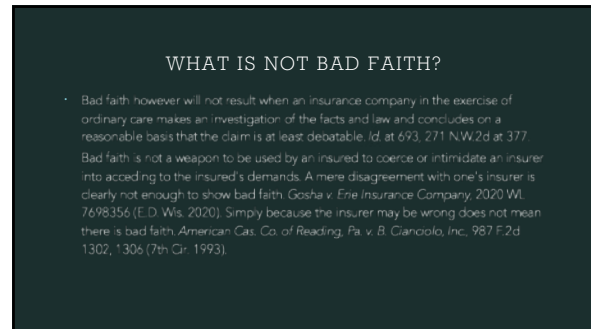 WHAT IS NOT BAD FAITH?
• Bad faith however will not result when an insurance company in the exercise of
ordinary care makes an investigation of the facts and law and concludes on a
reasonable basis that the claim is at least debatable. Id. at 693, 271 N.W.2d at 377.
Bad faith is not a weapon to be used by an insured to coerce or intimidate an insurer
into acceding to the insured's demands. A mere disagreement with one's insurer is
clearly not enough to show bad faith. Gosha v. Erie Insurance Company, 2020 WL
7698356 (E.D. Wis. 2020). Simply because the insurer may be wrong does not mean
there is bad faith. American Cas. Co. of Reading, Pa. v. B. Cianciolo, Inc., 987 F.2d
1302, 1306 (7th Cir. 1993).